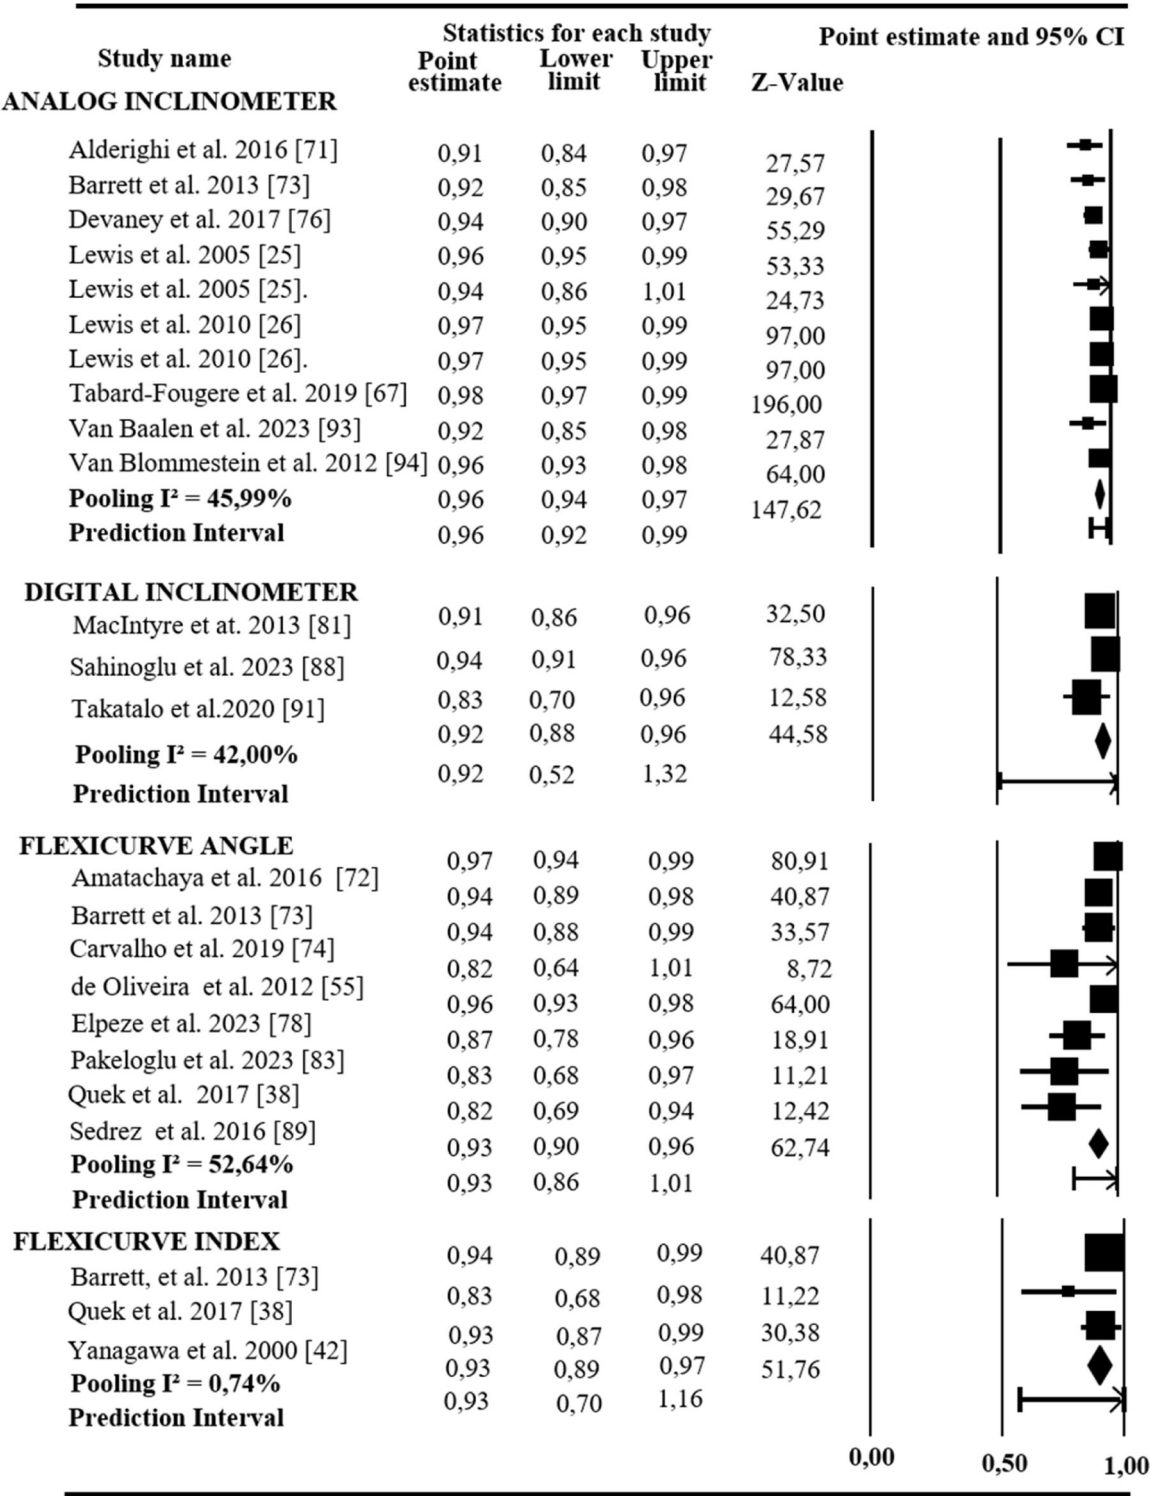 Statistics for each study Point estimate and 95% CI
Study name Point estimate Lower limit Upper limit Z-Value
ANALOG INCLINOMETER
Alderighi et al. 2016 [71] 0,91 0,84 0,97 27,57
Barrett et al. 2013 [73] 0,92 0,85 0,98 29,67
Devaney et al. 2017 [76] 0,94 0,90 0,97 55,29
Lewis et al. 2005 [25] 0,96 0,95 0,99 53,33
Lewis et al. 2005 [25]. 0,94 0,86 1,01 24,73
Lewis et al. 2010 [26] 0,97 0,95 0,99 97,00
Lewis et al. 2010 [26]. 0,97 0,95 0,99 97,00
Tabard-Fougere et al. 2019 [67] 0,98 0,97 0,99 196,00
Van Baalen et al. 2023 [93] 0,92 0,85 0,98 27,87
Van Blommestein et al. 2012 [94] 0,96 0,93 0,98 64,00
Pooling I² = 45,99% 0,96 0,94 0,97 147,62
Prediction Interval 0,96 0,92 0,99
DIGITAL INCLINOMETER
MacIntyre et at. 2013 [81] 0,91 0,86 0,96 32,50
Sahinoglu et al. 2023 [88] 0,94 0,91 0,96 78,33
Takatalo et al.2020 [91] 0,83 0,70 0,96 12,58
Pooling I² = 42,00% 0,92 0,88 0,96 44,58
Prediction Interval 0,92 0,52 1,32
FLEXICURVE ANGLE
Amatachaya et al. 2016 [72] 0,97 0,94 0,99 80,91
Barrett et al. 2013 [73] 0,94 0,89 0,98 40,87
Carvalho et al. 2019 [74] 0,94 0,88 0,99 33,57
de Oliveira et al. 2012 [55] 0,82 0,64 1,01 8,72
Elpeze et al. 2023 [78] 0,96 0,93 0,98 64,00
Pakeloglu et al. 2023 [83] 0,87 0,78 0,96 18,91
Quek et al. 2017 [38] 0,83 0,68 0,97 11,21
Sedrez et al. 2016 [89] 0,82 0,69 0,94 12,42
Pooling I² = 52,64% 0,93 0,90 0,96 62,74
Prediction Interval 0,93 0,86 1,01
FLEXICURVE INDEX
Barrett, et al. 2013 [73] 0,94 0,89 0,99 40,87
Quek et al. 2017 [38] 0,83 0,68 0,98 11,22
Yanagawa et al. 2000 [42] 0,93 0,87 0,99 30,38
Pooling I² = 0,74% 0,93 0,89 0,97 51,76
Prediction Interval 0,93 0,70 1,16
0,00 0,50 1,00